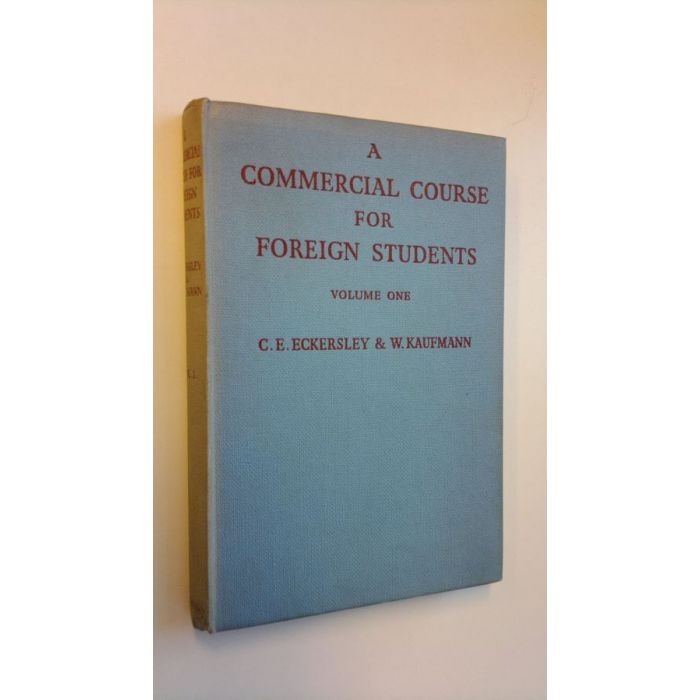 A
COMMERCIAL COURSE
FOR
FOREIGN STUDENTS
VOLUME ONE
C. E. ECKERSLEY & W. KAUFMANN